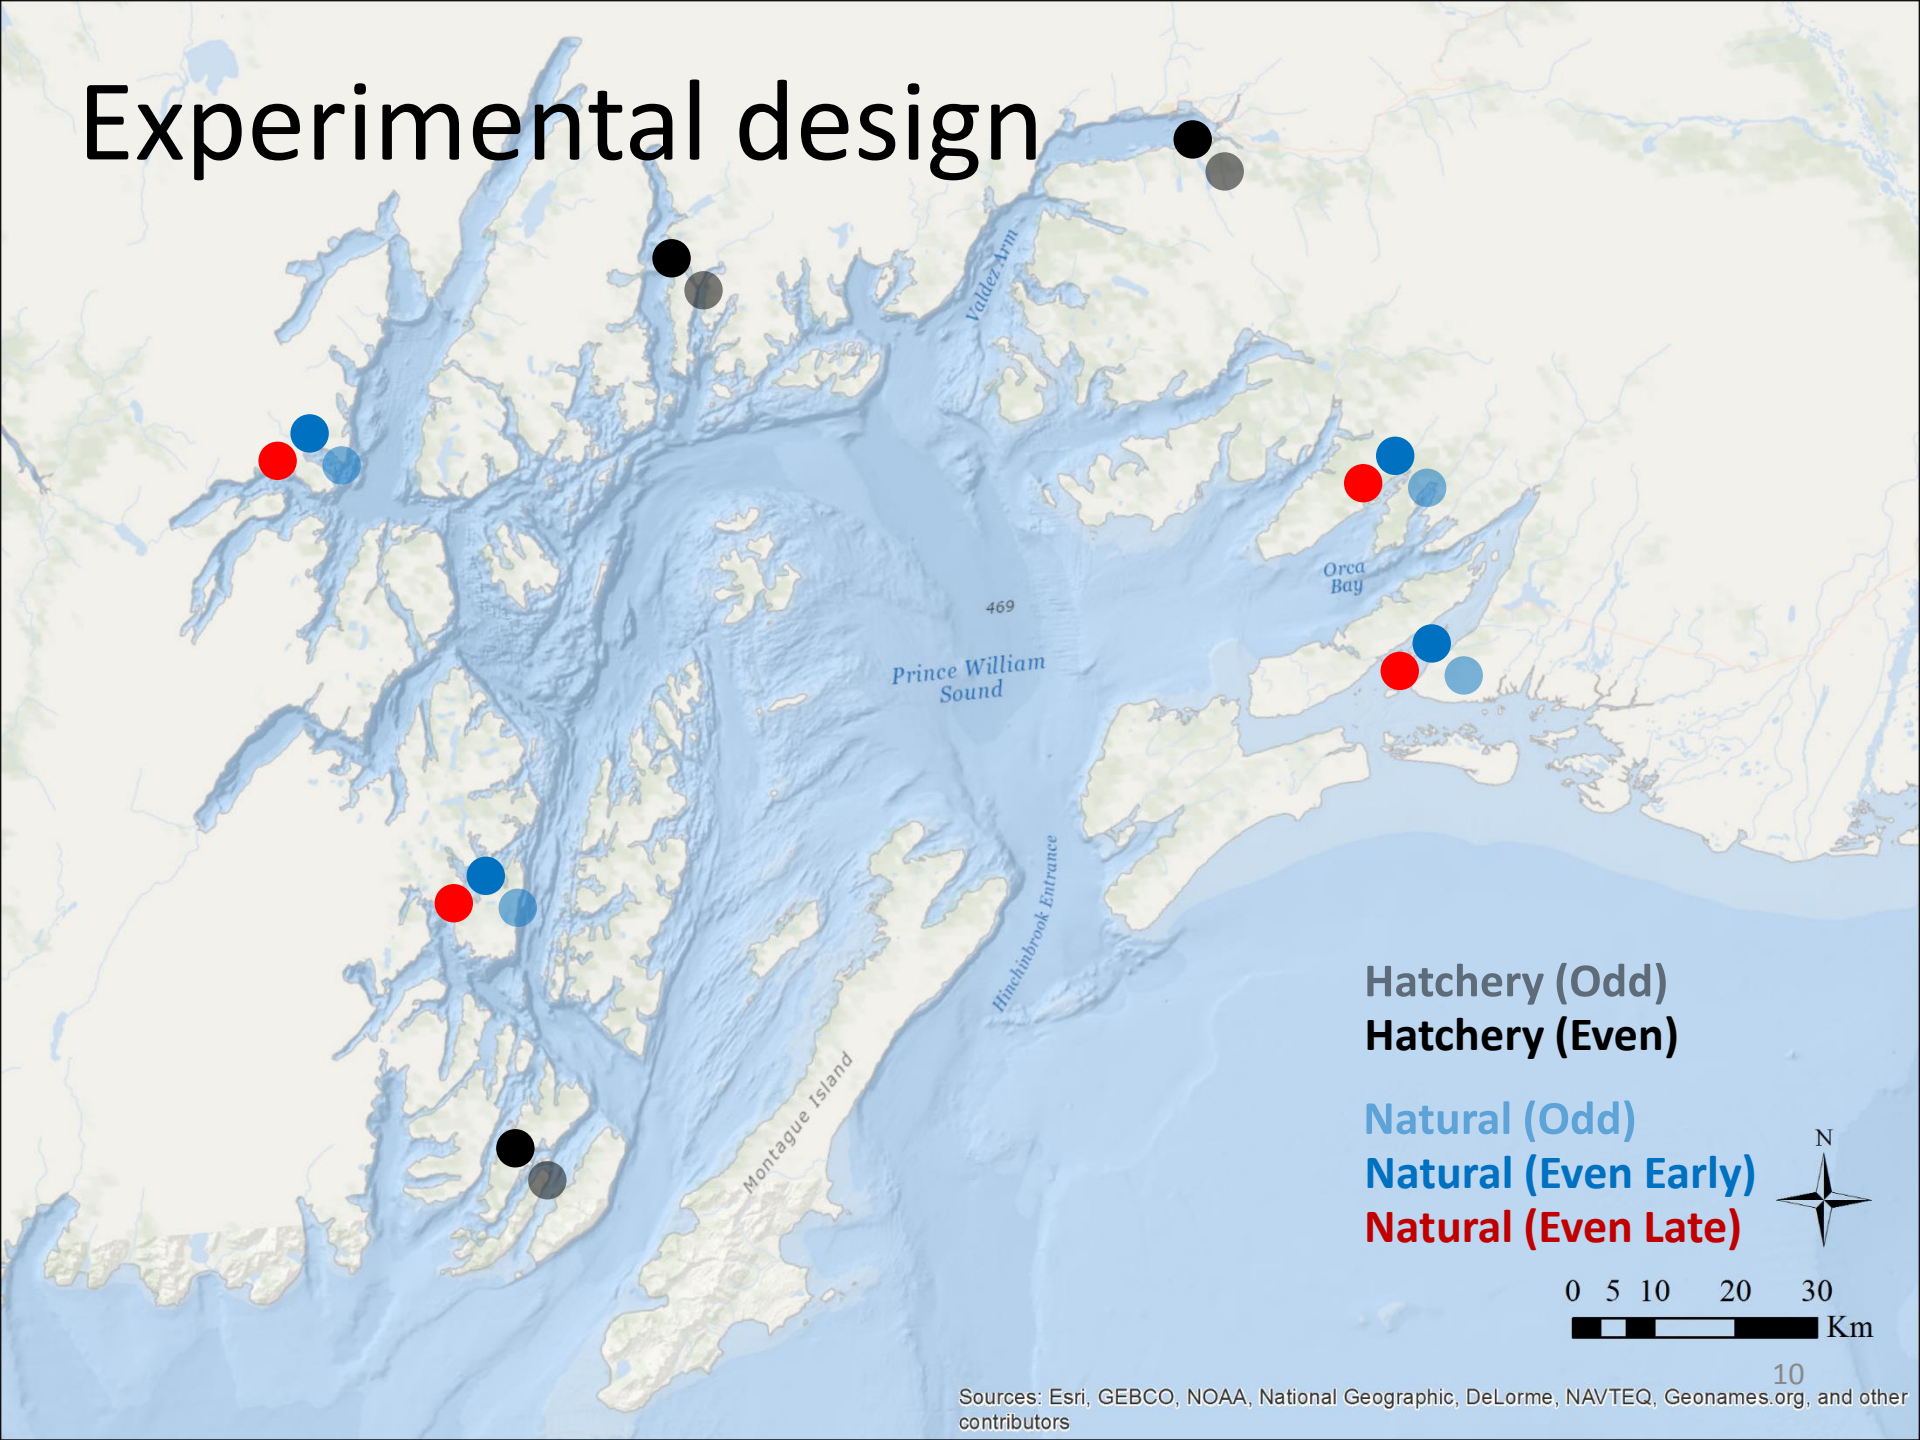 Experimental design
Valdez Arm
Orca
Bay
469
Prince William
Sound
Hinchinbrook Entrance
Montague Island
Hatchery (Odd)
Hatchery (Even)
Natural (Odd)
Natural (Even Early)
Natural (Even Late)
N
0 5 10 20 30
Km
10
Sources: Esri, GEBCO, NOAA, National Geographic, DeLorme, NAVTEQ, Geonames.org, and other
contributors